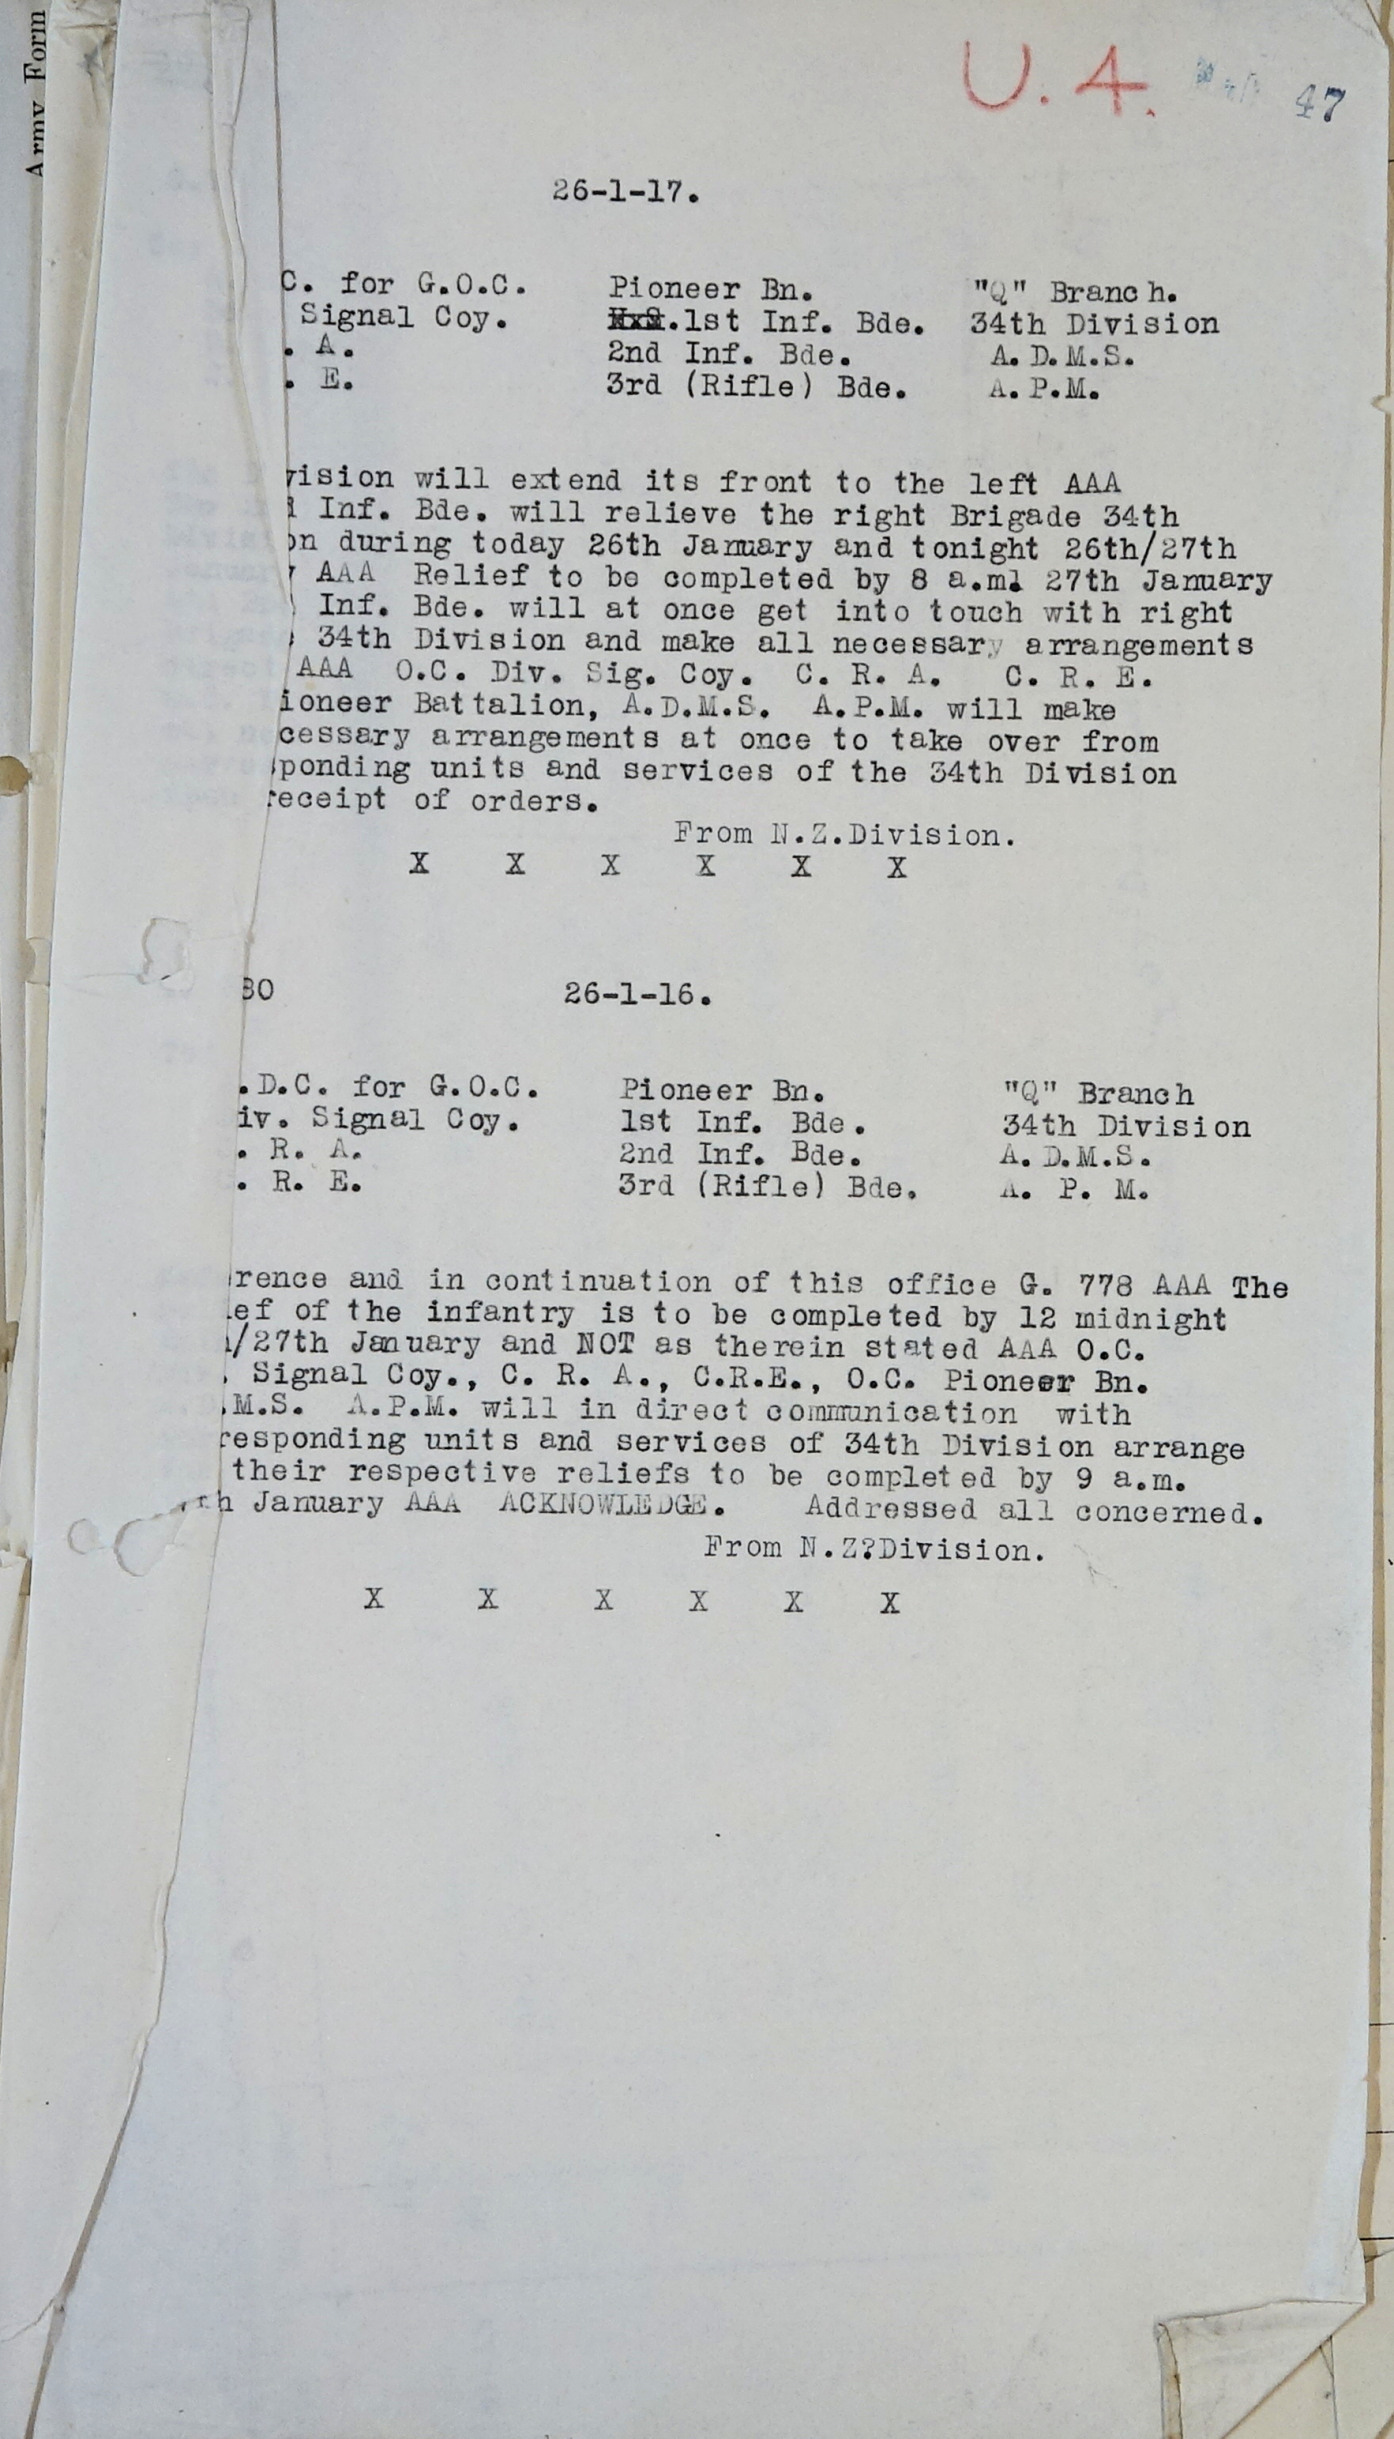 Army Form
U. 4.
47
26-1-17.
C. for G.O.C. Pioneer Bn. "Q" Branch.
Signal Coy. 1st Inf. Bde. 34th Division
. A. 2nd Inf. Bde. A.D.M.S.
. E. 3rd (Rifle) Bde. A.P.M.
vision will extend its front to the left AAA
Inf. Bde. will relieve the right Brigade 34th
on during today 26th January and tonight 26th/27th
AAA Relief to be completed by 8 a.ml 27th January
Inf. Bde. will at once get into touch with right
34th Division and make all necessary arrangements
AAA O.C. Div. Sig. Coy. C. R. A. C. R. E.
ioneer Battalion, A.D.M.S. A.P.M. will make
cessary arrangements at once to take over from
ponding units and services of the 34th Division
receipt of orders.
From N.Z.Division.
X X X X X X
80 26-1-16.
.D.C. for G.O.C. Pioneer Bn. "Q" Branch
iv. Signal Coy. 1st Inf. Bde. 34th Division
. R. A. 2nd Inf. Bde. A.D.M.S.
. R. E. 3rd (Rifle) Bde. A. P. M.
rence and in continuation of this office G. 778 AAA The
ief of the infantry is to be completed by 12 midnight
/27th January and NOT as therein stated AAA O.C.
. Signal Coy., C. R. A., C.R.E., O.C. Pioneer Bn.
.M.S. A.P.M. will in direct communication with
responding units and services of 34th Division arrange
their respective reliefs to be completed by 9 a.m.
th January AAA ACKNOWLEDGE. Addressed all concerned.
From N.Z?Division.
X X X X X X